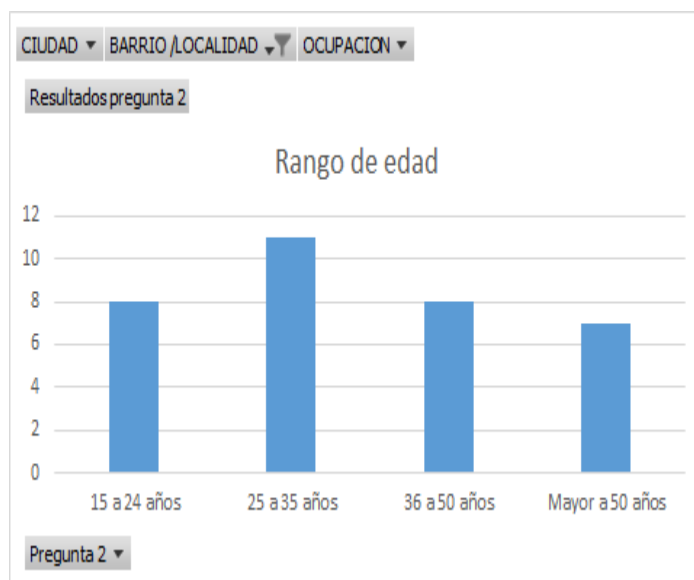 CIUDAD BARRIO /LOCALIDAD OCUPACION
Resultados pregunta 2
Rango de edad
12
10
8
6
4
2
0
15 a 24 años 25 a 35 años 36 a 50 años Mayor a 50 años
Pregunta 2